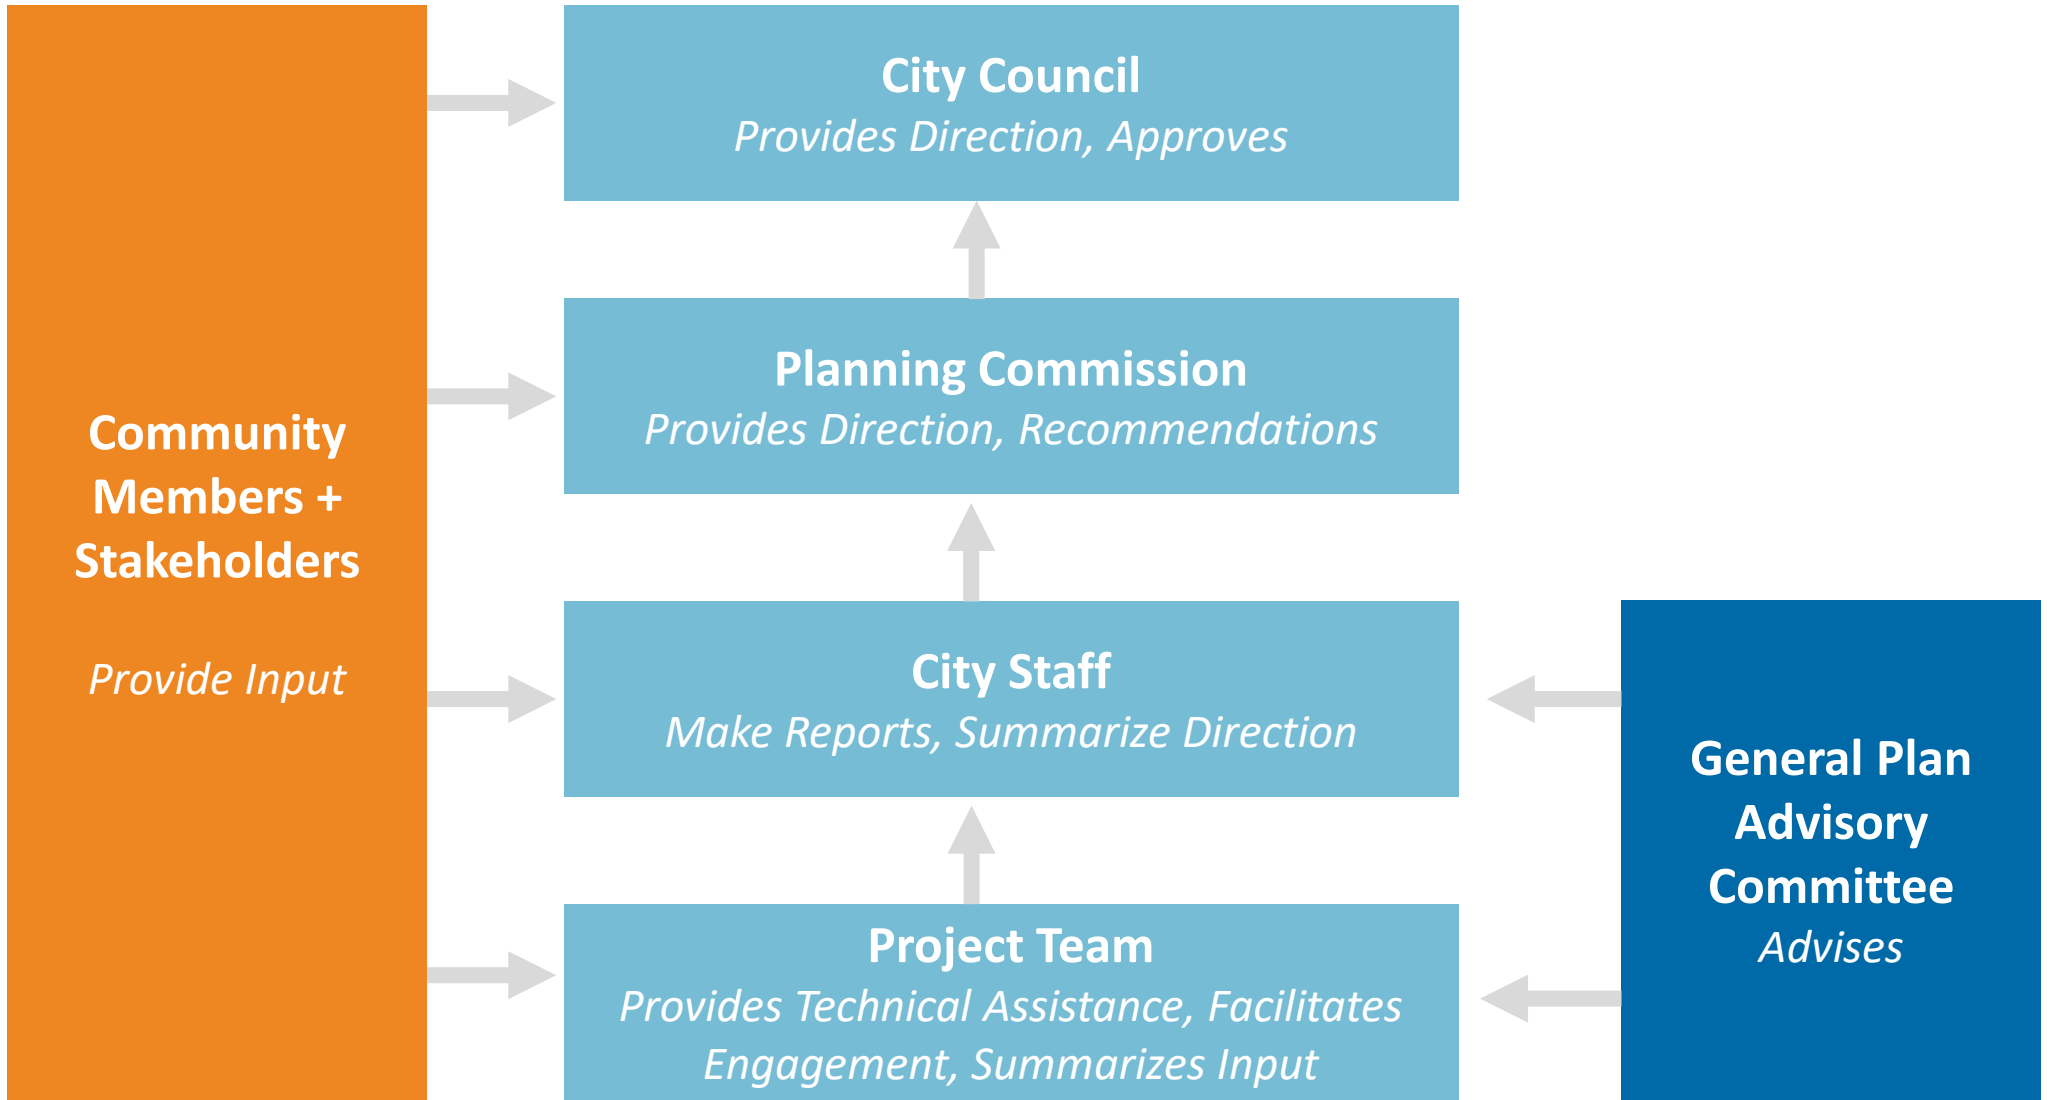 Community
Members +
Stakeholders
Provide Input
City Council
Provides Direction, Approves
Planning Commission
Provides Direction, Recommendations
City Staff
Make Reports, Summarize Direction
Project Team
Provides Technical Assistance, Facilitates
Engagement, Summarizes Input
General Plan
Advisory
Committee
Advises